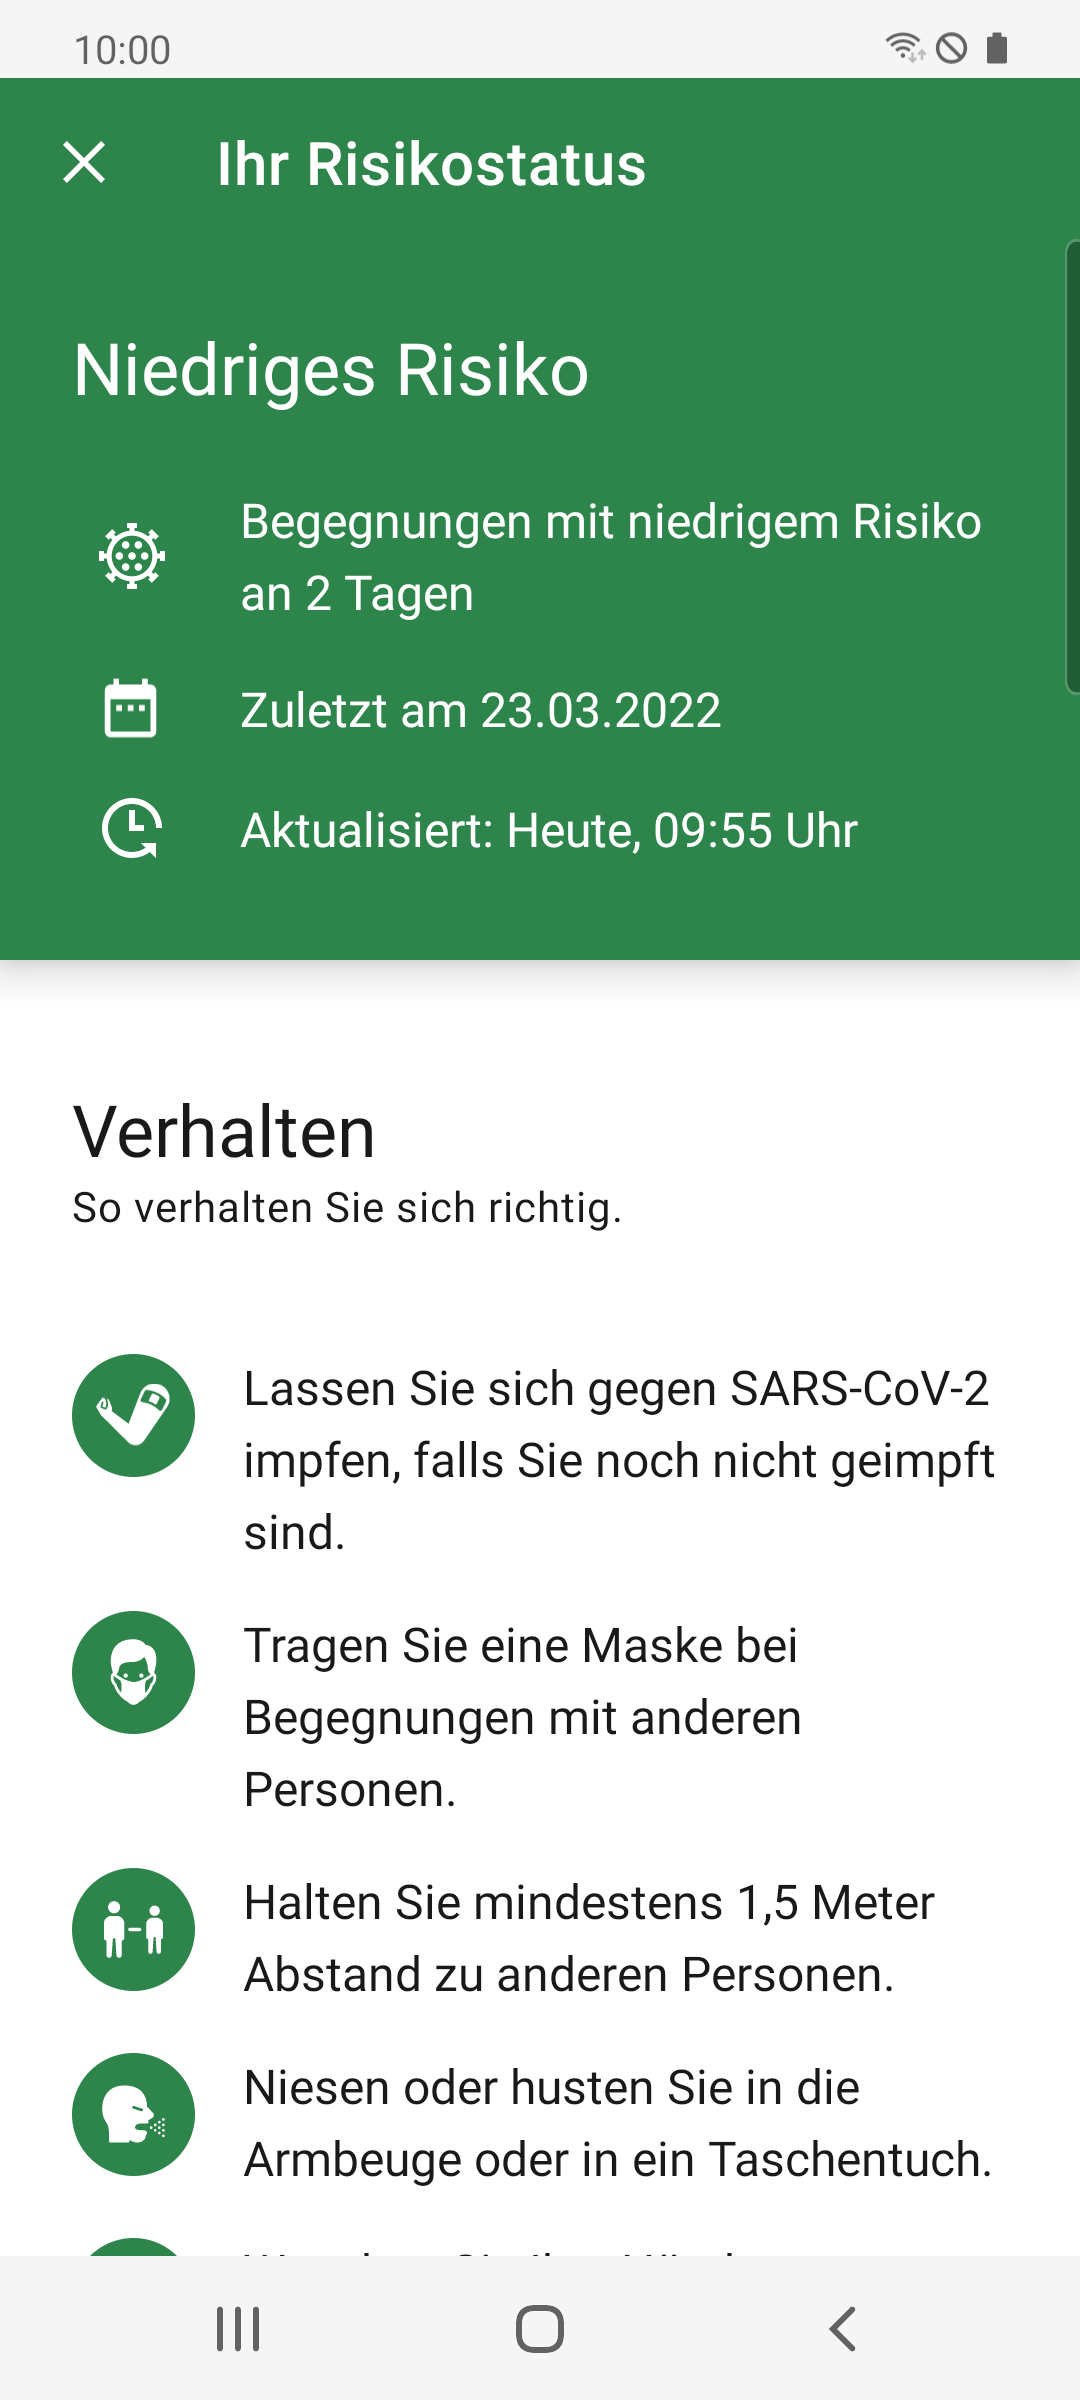 10:00
Ihr Risikostatus
Niedriges Risiko
Begegnungen mit niedrigem Risiko
an 2 Tagen
Zuletzt am 23.03.2022
Aktualisiert: Heute, 09:55 Uhr
Verhalten
So verhalten Sie sich richtig.
Lassen Sie sich gegen SARS-CoV-2
impfen, falls Sie noch nicht geimpft
sind.
Tragen Sie eine Maske bei
Begegnungen mit anderen
Personen.
Halten Sie mindestens 1,5 Meter
Abstand zu anderen Personen.
Niesen oder husten Sie in die
Armbeuge oder in ein Taschentuch.